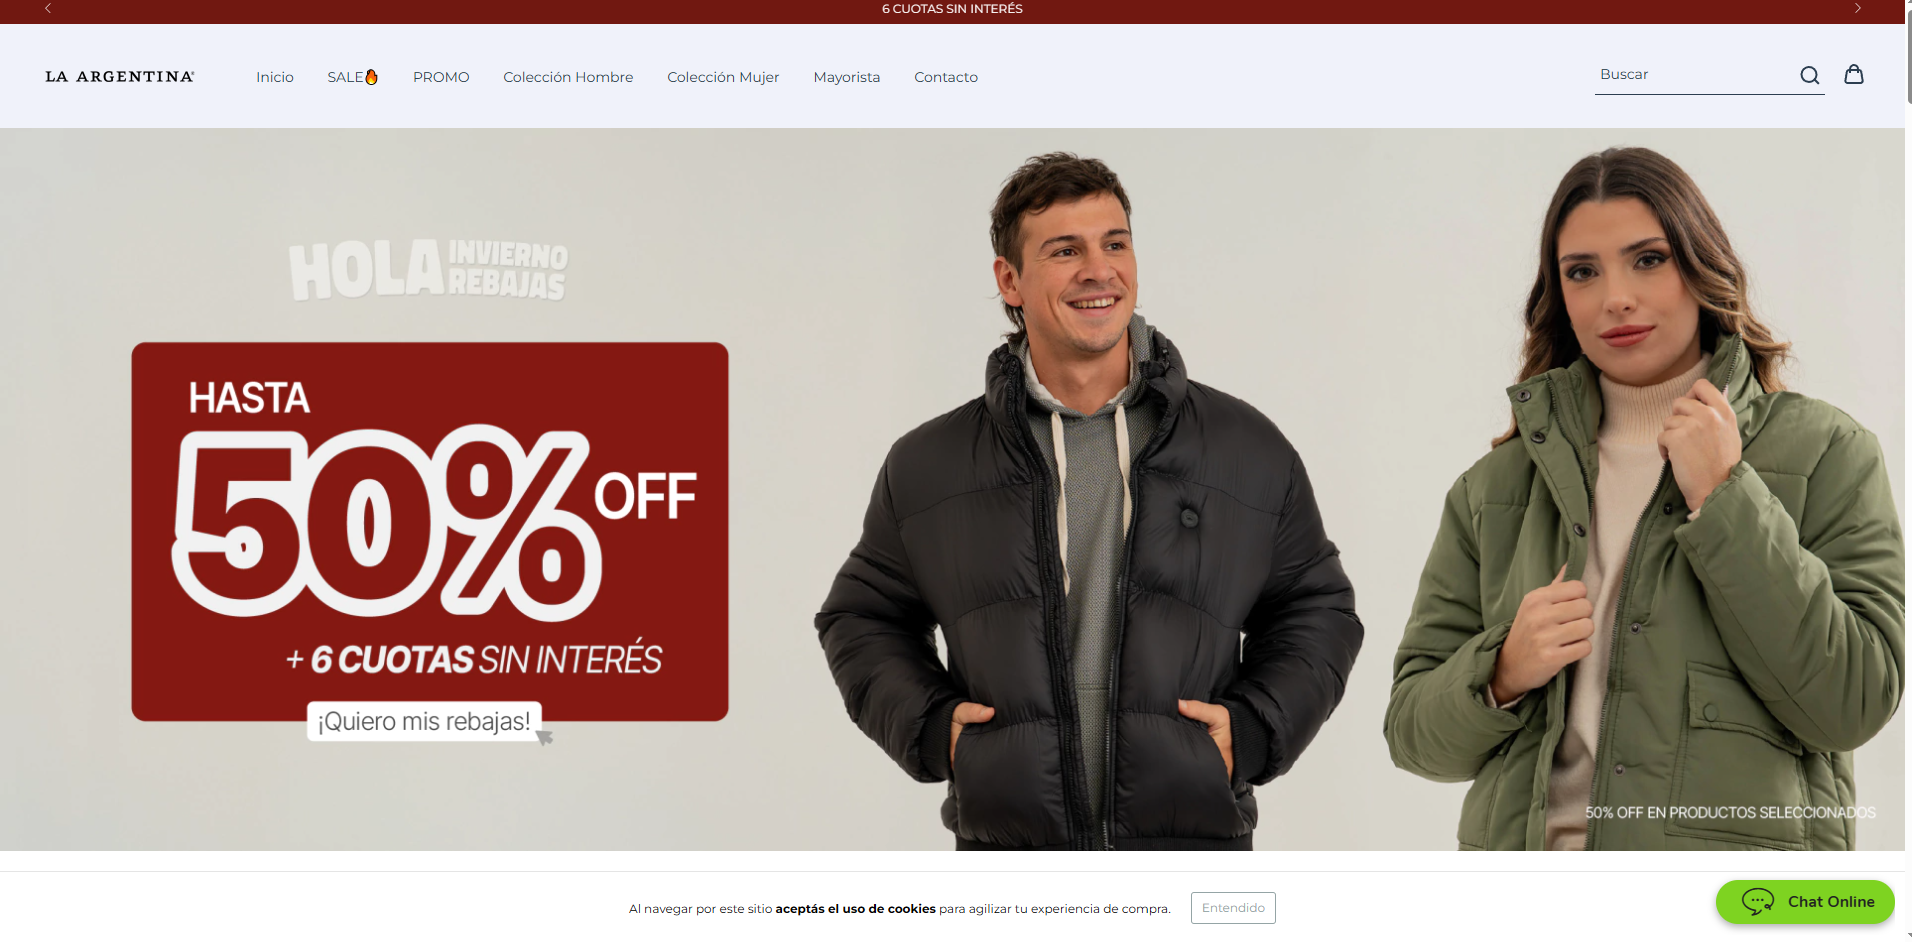 6 CUOTAS SIN INTERÉS
LA ARGENTINA®
Inicio
SALE🔥
PROMO
Colección Hombre
Colección Mujer
Mayorista
Contacto
Buscar
HOLA INVIERNO REBAJAS
HASTA
50% OFF
+ 6 CUOTAS SIN INTERÉS
¡Quiero mis rebajas!
50% OFF EN PRODUCTOS SELECCIONADOS
Al navegar por este sitio aceptás el uso de cookies para agilizar tu experiencia de compra.
Entendido
Chat Online